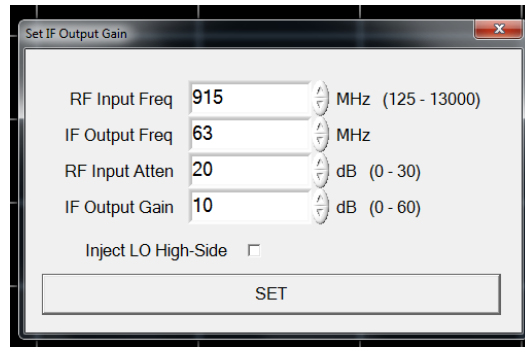 Set IF Output Gain
RF Input Freq 915 MHz (125 - 13000)
IF Output Freq 63 MHz
RF Input Atten 20 dB (0 - 30)
IF Output Gain 10 dB (0 - 60)
Inject LO High-Side
SET